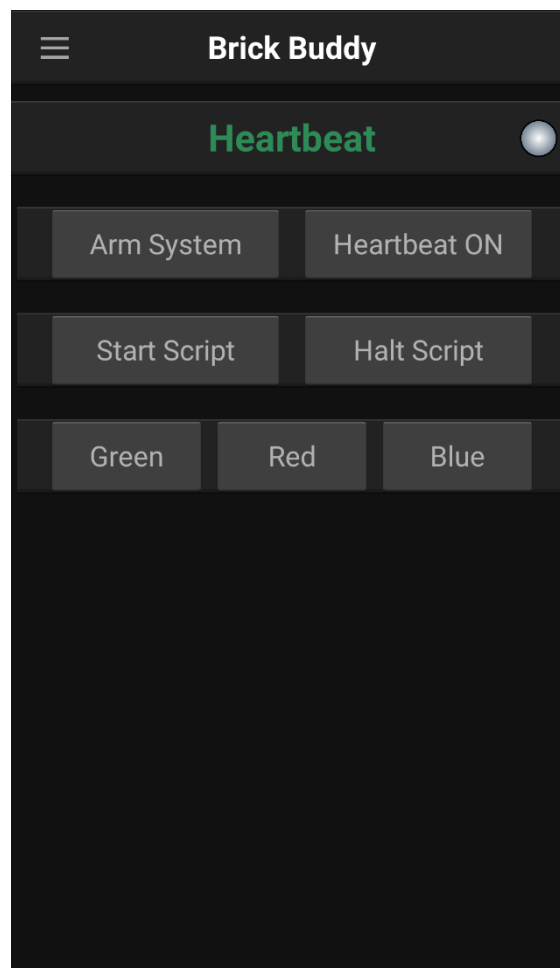 Brick Buddy
Heartbeat
Arm System Heartbeat ON
Start Script Halt Script
Green Red Blue